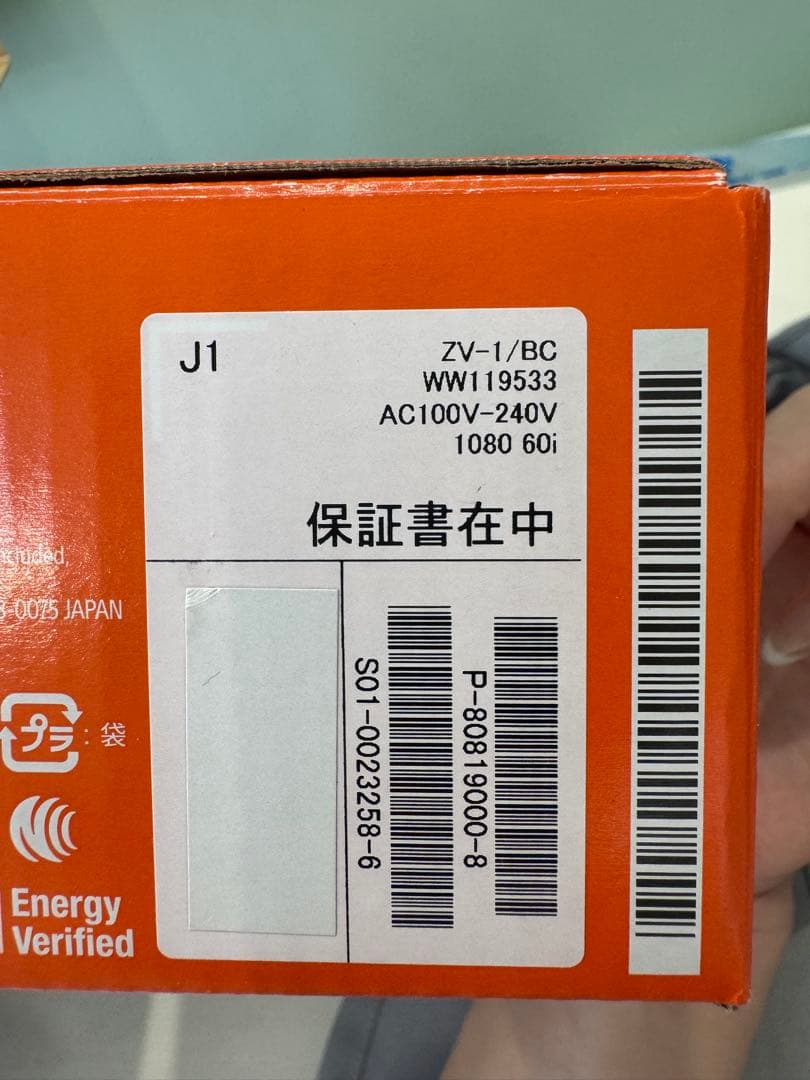 J1
ZV-1/BC
WW119533
AC100V-240V
1080 60i
保証書在中
S01-0023258-6
P-80819000-8
-0075 JAPAN
プラ : 袋
Energy
Verified